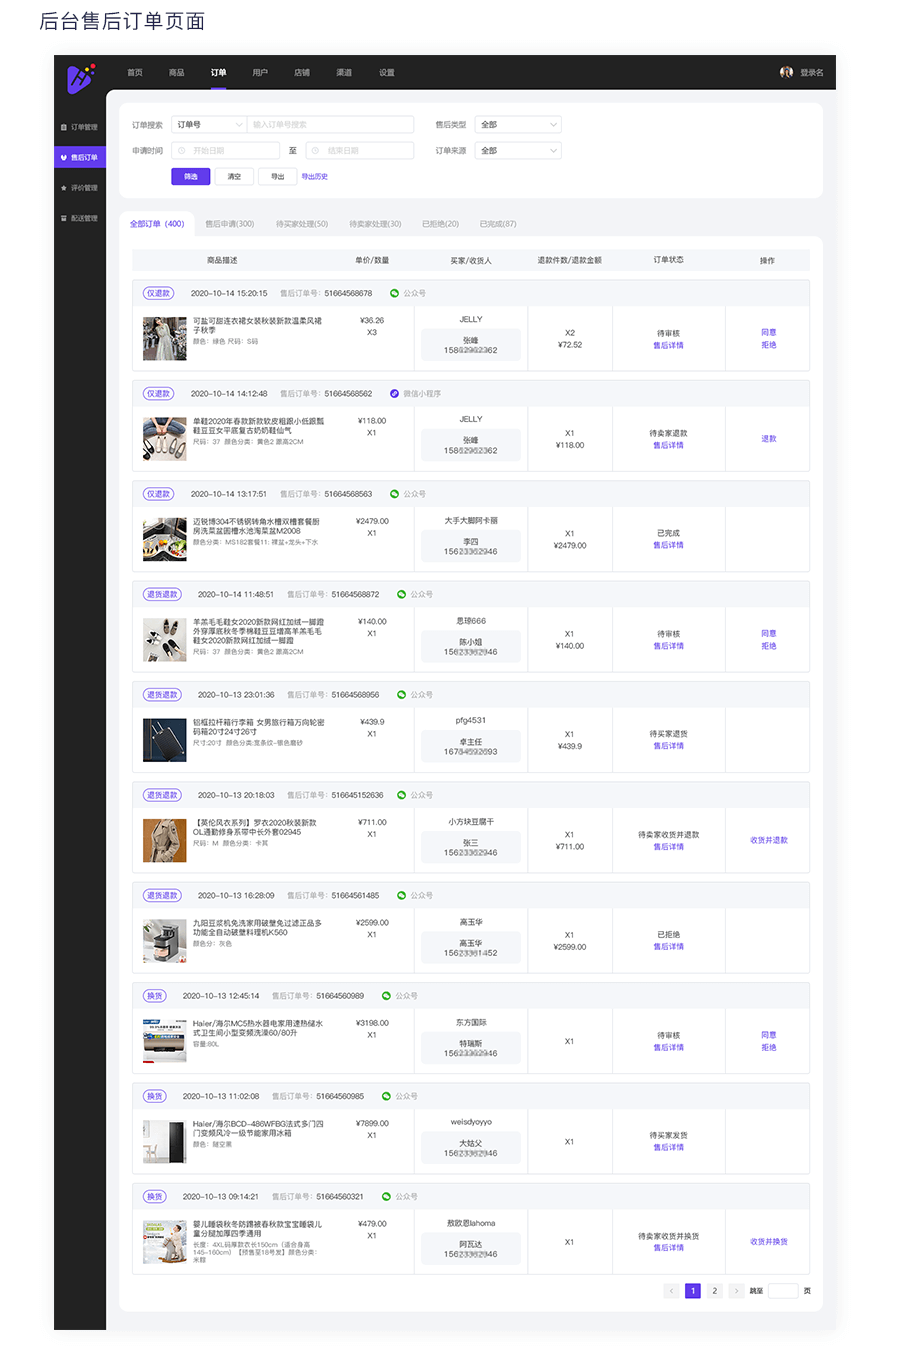 后台售后订单页面
首页 商品 订单 用户 店铺 渠道 设置 登录名
订单管理
售后订单
评价管理
配送管理
订单搜索 订单号 输入订单号搜索 售后类型 全部
申请时间 开始日期 至 结束日期 订单来源 全部
筛选 清空 导出 导出历史
全部订单（400） 售后申请(300) 待买家处理(50) 待卖家处理(30) 已拒绝(20) 已完成(87)
商品描述 单价/数量 买家/收货人 退款件数/退款金额 订单状态 操作
仅退款 2020-10-14 15:20:15 售后订单号：51664568678 公众号
可盐可甜连衣裙女装秋装新款温柔风裙
子秋季
颜色：绿色 尺码：S码
¥36.26
X3
JELLY
张峰
X2
¥72.52
待审核
售后详情
同意
拒绝
仅退款 2020-10-14 14:12:48 售后订单号：51664568562 微信小程序
单鞋2020年春款新款软皮粗跟小低跟瓢
鞋豆豆女平底复古奶奶鞋仙气
尺码：37 颜色分类：黄色2 跟高2CM
¥118.00
X1
JELLY
张峰
X1
¥118.00
待卖家退款
售后详情
退款
仅退款 2020-10-14 13:17:51 售后订单号：51664568563 公众号
迈锐博304不锈钢转角水槽双槽套餐厨
房洗菜盆圆槽水池淘菜盆M2008
颜色分类：MS182套餐11: 裸盆+龙头+下水
¥2479.00
X1
大手大脚阿卡丽
李四
X1
¥2479.00
已完成
售后详情
退货退款 2020-10-14 11:48:51 售后订单号：51664568872 公众号
羊羔毛毛鞋女2020新款网红加绒一脚蹬
外穿厚底秋冬季棉鞋豆豆增高羊羔毛毛
鞋女2020新款网红加绒一脚蹬
尺码：37 颜色分类：黄色2 跟高2CM
¥140.00
X1
思琼666
陈小姐
X1
¥140.00
待审核
售后详情
同意
拒绝
退货退款 2020-10-13 23:01:36 售后订单号：51664568956 公众号
铝框拉杆箱行李箱 女男旅行箱万向轮密
码箱20寸24寸26寸
尺寸:20寸 颜色分类:宽条纹-银色磨砂
¥439.9
X1
pfg4531
卓主任
X1
¥439.9
待买家退货
售后详情
退货退款 2020-10-13 20:18:03 售后订单号：516645152636 公众号
【英伦风衣系列】罗衣2020秋装新款
OL通勤修身系带中长外套02945
尺码：M 颜色分类：卡其
¥711.00
X1
小方块豆腐干
张三
X1
¥711.00
待卖家收货并退款
售后详情
收货并退款
退货退款 2020-10-13 16:28:09 售后订单号：51664561485 公众号
九阳豆浆机免洗家用破壁免过滤正品多
功能全自动破壁料理机K560
颜色分：灰色
¥2599.00
X1
高玉华
高玉华
X1
¥2599.00
已拒绝
售后详情
换货 2020-10-13 12:45:14 售后订单号：51664560989 公众号
Haier/海尔MC5热水器电家用速热储水
式卫生间小型变频洗澡60/80升
容量:80L
¥3198.00
X1
东方国际
特瑞斯
X1
待审核
售后详情
同意
拒绝
换货 2020-10-13 11:02:08 售后订单号：51664560985 公众号
Haier/海尔BCD-486WFBG法式多门四
门变频风冷一级节能家用冰箱
颜色：隧空黑
¥7899.00
X1
weisdyoyyo
大姑父
X1
待买家发货
售后详情
换货 2020-10-13 09:14:21 售后订单号：51664560321 公众号
婴儿睡袋秋冬防踢被春秋款宝宝睡袋儿
童分腿加厚四季通用
长度：4XL码厚款衣长150cm（适合身高
145-160cm）【预售至18号发】颜色分类：
米糕
¥479.00
X1
敖欧恩lahoma
阿瓦达
X1
待卖家收货并换货
售后详情
收货并换货
< 1 2 > 跳至 页